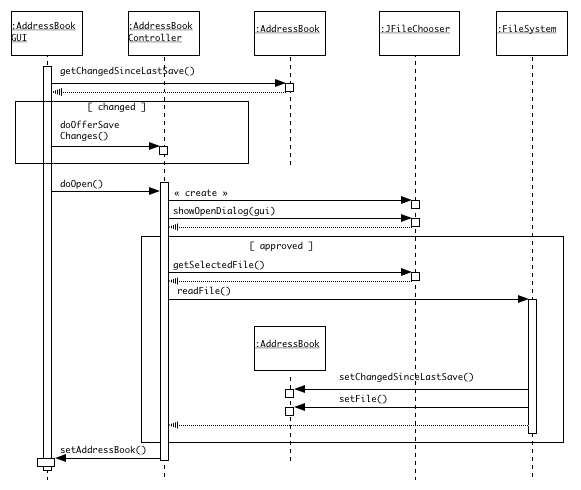 :AddressBook
GUI
:AddressBook
Controller
:AddressBook
:JFileChooser
:FileSystem
getChangedSinceLastSave()
[ changed ]
doOfferSave
Changes()
doOpen()
« create »
showOpenDialog(gui)
[ approved ]
getSelectedFile()
readFile()
:AddressBook
setChangedSinceLastSave()
setFile()
setAddressBook()